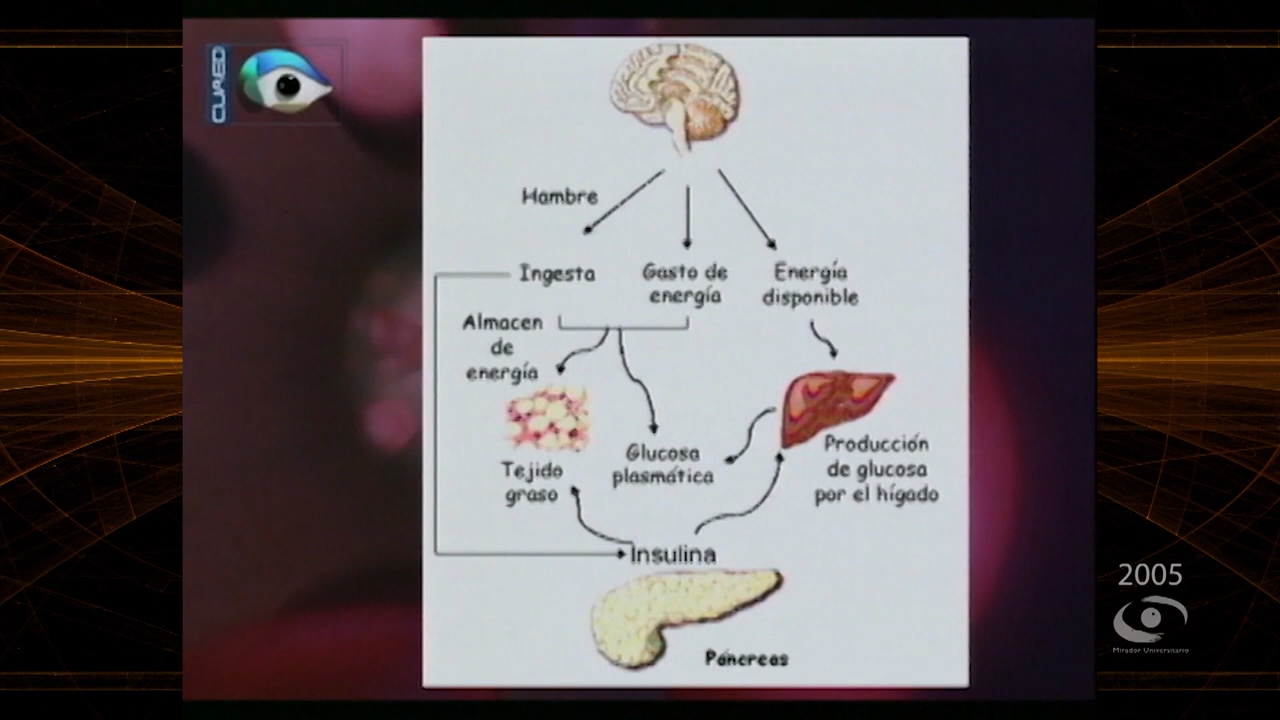 CUAED
Hambre
Ingesta
Gasto de
energía
Energía
disponible
Almacen
de
energía
Glucosa
plasmática
Tejido
graso
Producción
de glucosa
por el hígado
Insulina
Páncreas
2005
Mirador Universitario